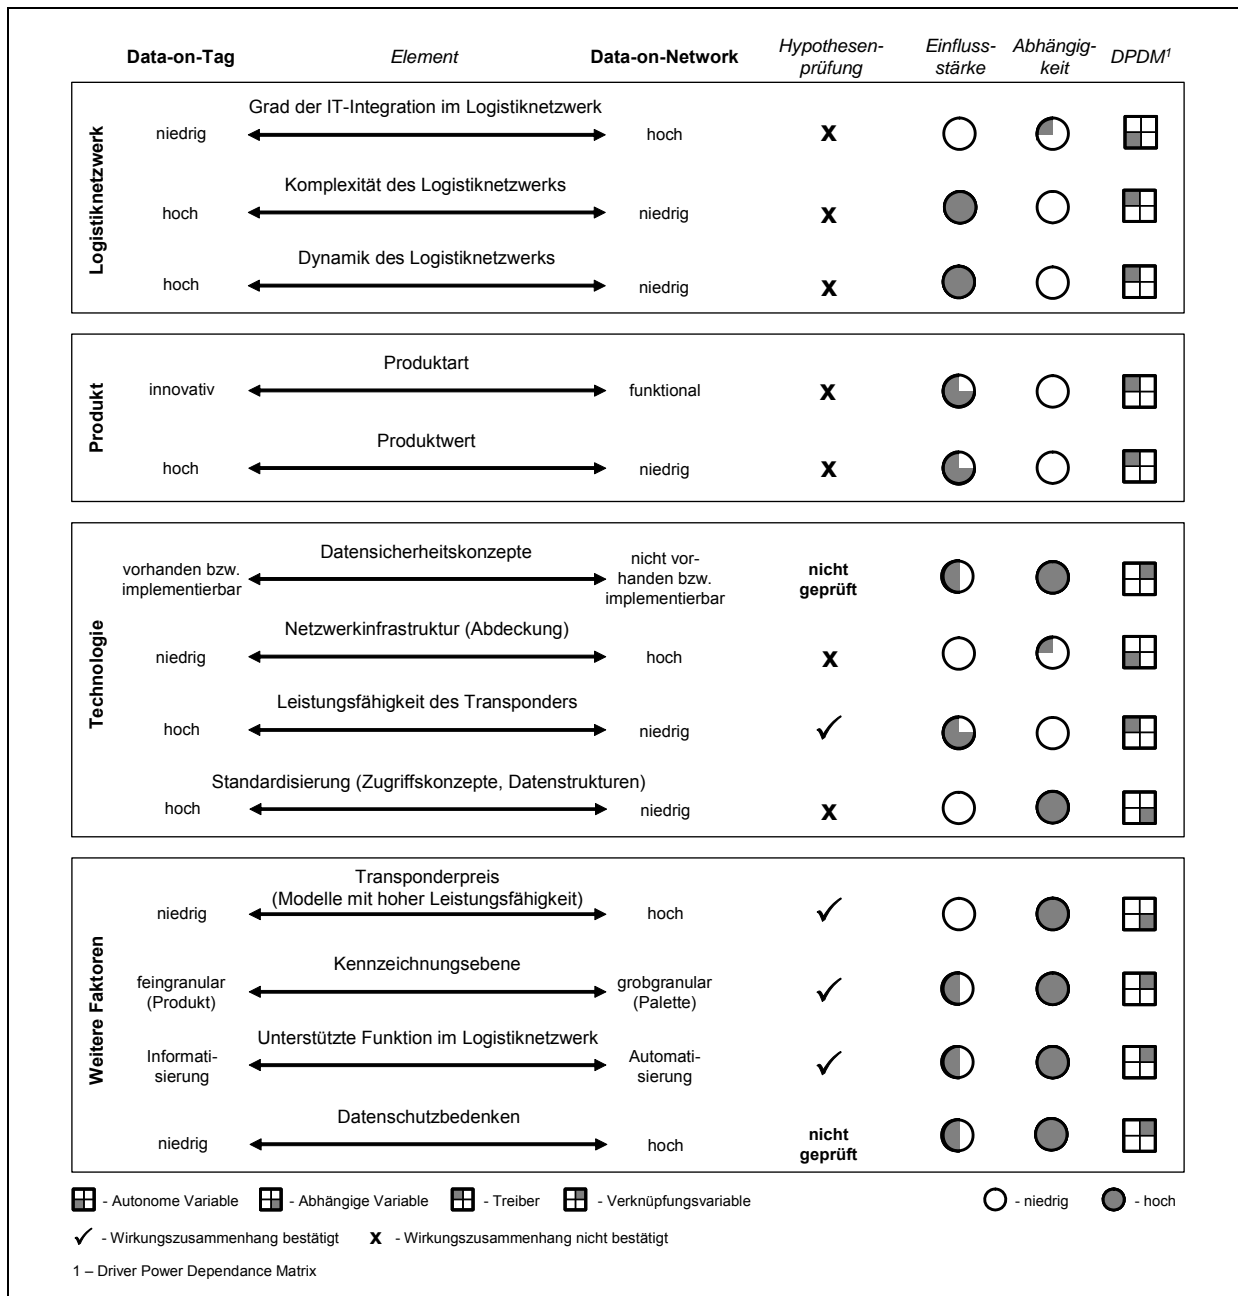 Data-on-Tag
Element
Data-on-Network
Hypothesen-
prüfung
Einfluss-
stärke
Abhängig-
keit
DPDM1
Logistiknetzwerk
Grad der IT-Integration im Logistiknetzwerk
niedrig
hoch
x
Komplexität des Logistiknetzwerks
hoch
niedrig
x
Dynamik des Logistiknetzwerks
hoch
niedrig
x
Produkt
Produktart
innovativ
funktional
x
Produktwert
hoch
niedrig
x
Technologie
Datensicherheitskonzepte
vorhanden bzw.
implementierbar
nicht vor-
handen bzw.
implementierbar
nicht
geprüft
Netzwerkinfrastruktur (Abdeckung)
niedrig
hoch
x
Leistungsfähigkeit des Transponders
hoch
niedrig
✓
Standardisierung (Zugriffskonzepte, Datenstrukturen)
hoch
niedrig
x
Weitere Faktoren
Transponderpreis
(Modelle mit hoher Leistungsfähigkeit)
niedrig
hoch
✓
Kennzeichnungsebene
feingranular
(Produkt)
grobgranular
(Palette)
✓
Unterstützte Funktion im Logistiknetzwerk
Informati-
sierung
Automati-
sierung
✓
Datenschutzbedenken
niedrig
hoch
nicht
geprüft
- Autonome Variable - Abhängige Variable - Treiber - Verknüpfungsvariable - niedrig - hoch
✓ - Wirkungszusammenhang bestätigt x - Wirkungszusammenhang nicht bestätigt
1 – Driver Power Dependance Matrix